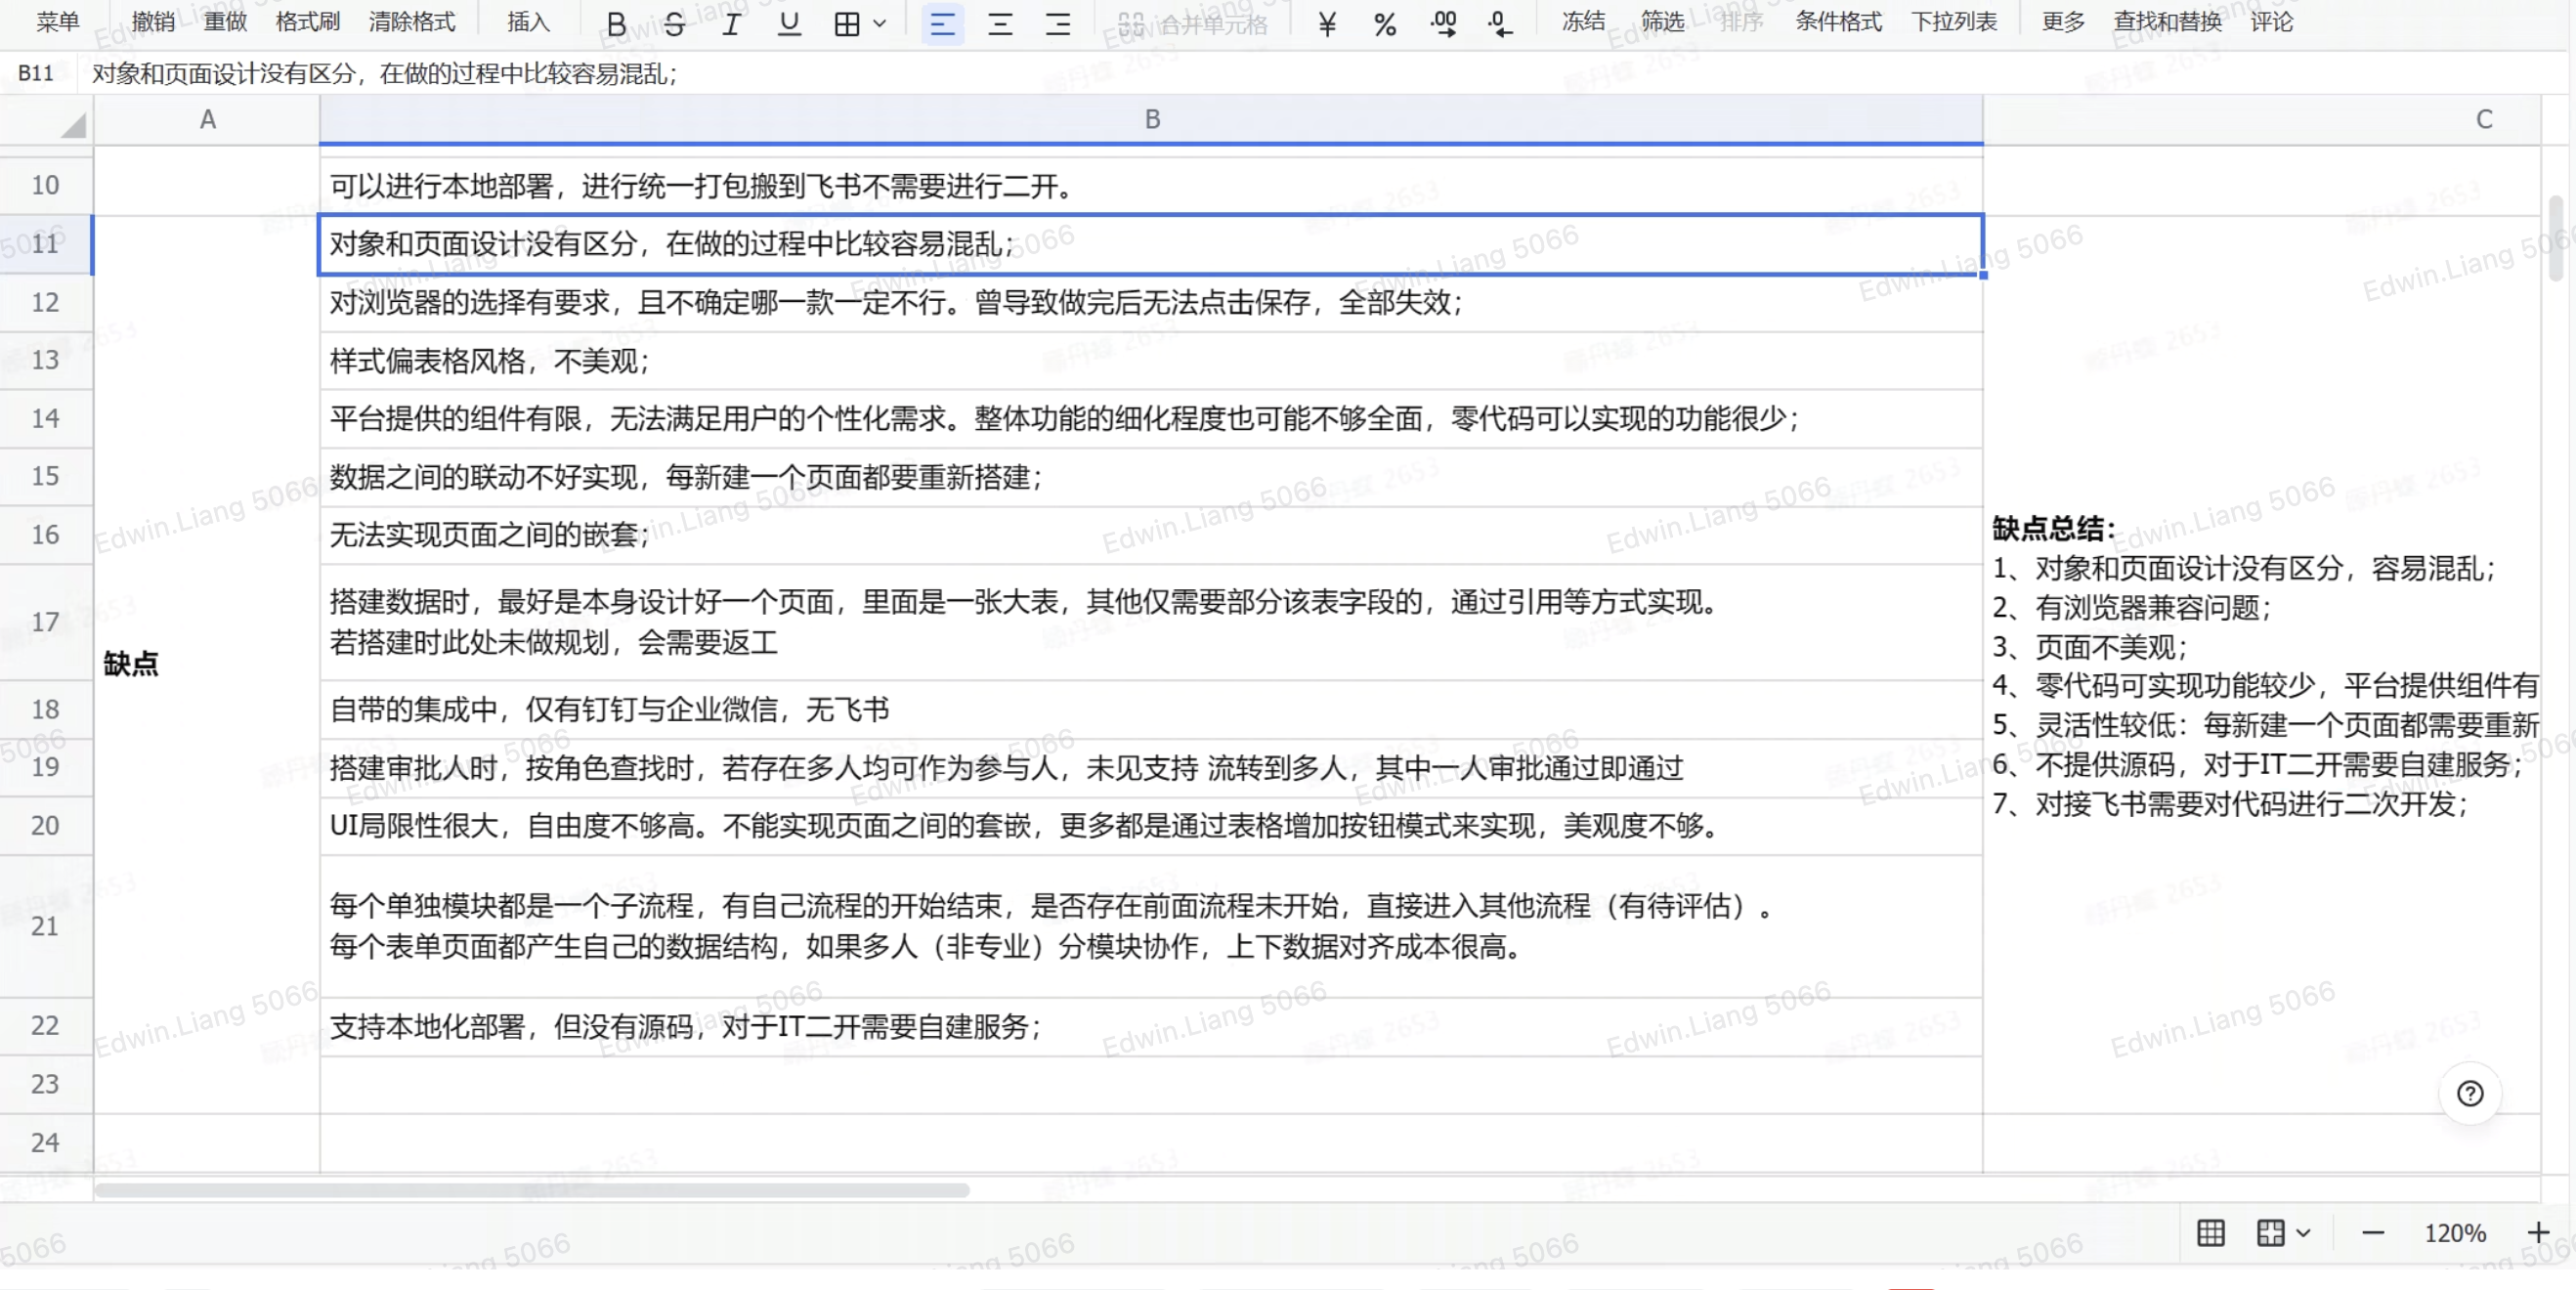 菜单 撤销 重做 格式刷 清除格式 插入 B S I U 合并单元格 ¥ % .00 .0 冻结 筛选 排序 条件格式 下拉列表 更多 查找和替换 评论
B11 对象和页面设计没有区分，在做的过程中比较容易混乱；
A B C
10 可以进行本地部署，进行统一打包搬到飞书不需要进行二开。
11 对象和页面设计没有区分，在做的过程中比较容易混乱；
12 对浏览器的选择有要求，且不确定哪一款一定不行。曾导致做完后无法点击保存，全部失效；
13 样式偏表格风格，不美观；
14 平台提供的组件有限，无法满足用户的个性化需求。整体功能的细化程度也可能不够全面，零代码可以实现的功能很少；
15 数据之间的联动不好实现，每新建一个页面都要重新搭建；
16 无法实现页面之间的嵌套；
17 搭建数据时，最好是本身设计好一个页面，里面是一张大表，其他仅需要部分该表字段的，通过引用等方式实现。
若搭建时此处未做规划，会需要返工
缺点
18 自带的集成中，仅有钉钉与企业微信，无飞书
19 搭建审批人时，按角色查找时，若存在多人均可作为参与人，未见支持 流转到多人，其中一人审批通过即通过
20 UI局限性很大，自由度不够高。不能实现页面之间的套嵌，更多都是通过表格增加按钮模式来实现，美观度不够。
21 每个单独模块都是一个子流程，有自己流程的开始结束，是否存在前面流程未开始，直接进入其他流程（有待评估）。
每个表单页面都产生自己的数据结构，如果多人（非专业）分模块协作，上下数据对齐成本很高。
22 支持本地化部署，但没有源码，对于IT二开需要自建服务；
23
24
缺点总结：
1、对象和页面设计没有区分，容易混乱；
2、有浏览器兼容问题；
3、页面不美观；
4、零代码可实现功能较少，平台提供组件有
5、灵活性较低：每新建一个页面都需要重新
6、不提供源码，对于IT二开需要自建服务；
7、对接飞书需要对代码进行二次开发；
120%
Edwin.Liang 5066